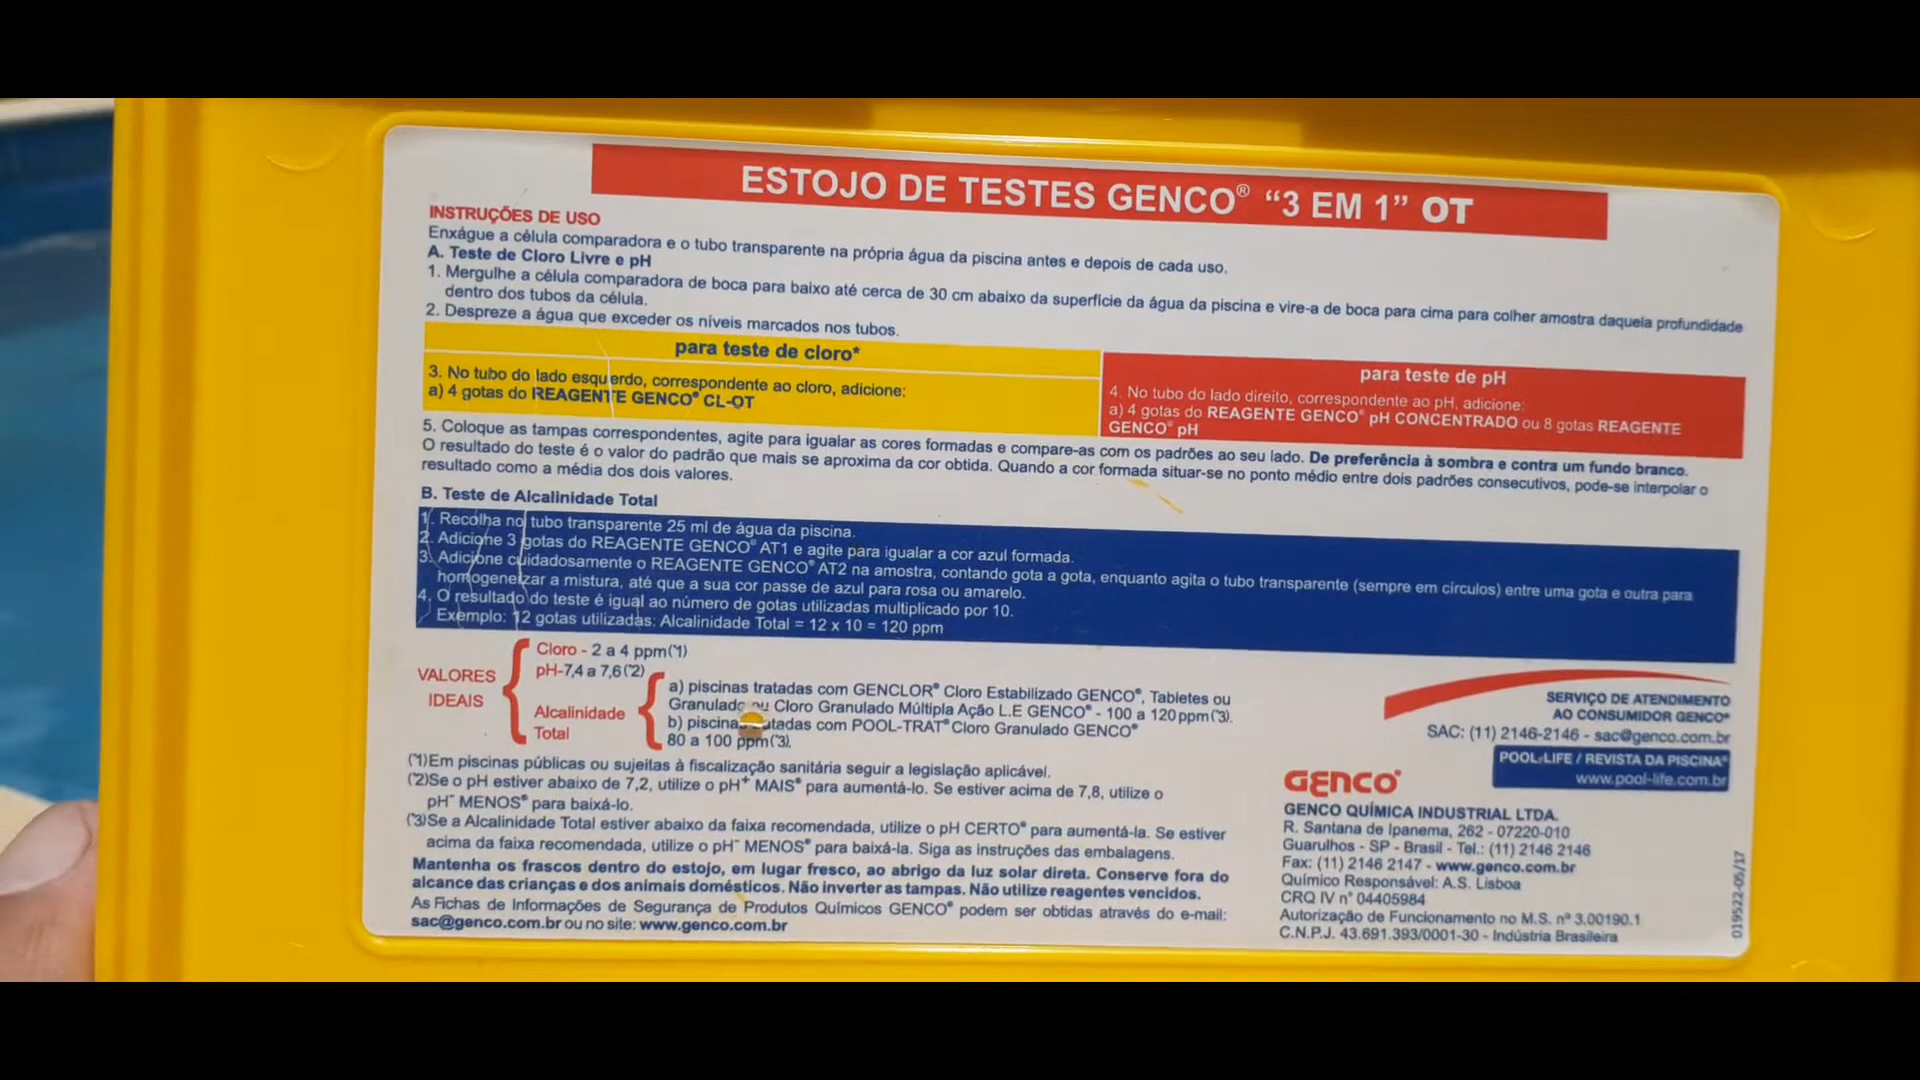 ESTOJO DE TESTES GENCO® “3 EM 1” OT
INSTRUÇÕES DE USO
Enxágue a célula comparadora e o tubo transparente na própria água da piscina antes e depois de cada uso.
A. Teste de Cloro Livre e pH
1. Mergulhe a célula comparadora de boca para baixo até cerca de 30 cm abaixo da superfície da água da piscina e vire-a de boca para cima para colher amostra daquela profundidade
dentro dos tubos da célula.
2. Despreze a água que exceder os níveis marcados nos tubos.
para teste de cloro*
3. No tubo do lado esquerdo, correspondente ao cloro, adicione:
a) 4 gotas do REAGENTE GENCO® CL-OT
para teste de pH
4. No tubo do lado direito, correspondente ao pH, adicione:
a) 4 gotas do REAGENTE GENCO® pH CONCENTRADO ou 8 gotas REAGENTE
GENCO® pH
5. Coloque as tampas correspondentes, agite para igualar as cores formadas e compare-as com os padrões ao seu lado. De preferência à sombra e contra um fundo branco.
O resultado do teste é o valor do padrão que mais se aproxima da cor obtida. Quando a cor formada situar-se no ponto médio entre dois padrões consecutivos, pode-se interpolar o
resultado como a média dos dois valores.
B. Teste de Alcalinidade Total
1. Recolha no tubo transparente 25 ml de água da piscina.
2. Adicione 3 gotas do REAGENTE GENCO® AT1 e agite para igualar a cor azul formada.
3. Adicione cuidadosamente o REAGENTE GENCO® AT2 na amostra, contando gota a gota, enquanto agita o tubo transparente (sempre em círculos) entre uma gota e outra para
homogeneizar a mistura, até que a sua cor passe de azul para rosa ou amarelo.
4. O resultado do teste é igual ao número de gotas utilizadas multiplicado por 10.
Exemplo: 12 gotas utilizadas: Alcalinidade Total = 12 x 10 = 120 ppm
VALORES
IDEAIS
Cloro - 2 a 4 ppm(*1)
pH-7,4 a 7,6(*2)
Alcalinidade
Total
a) piscinas tratadas com GENCLOR® Cloro Estabilizado GENCO®, Tabletes ou
Granulado ou Cloro Granulado Múltipla Ação L.E GENCO® - 100 a 120 ppm(*3).
b) piscinas tratadas com POOL-TRAT® Cloro Granulado GENCO®
80 a 100 ppm(*3).
(*1)Em piscinas públicas ou sujeitas à fiscalização sanitária seguir a legislação aplicável.
(*2)Se o pH estiver abaixo de 7,2, utilize o pH⁺ MAIS® para aumentá-lo. Se estiver acima de 7,8, utilize o
pH⁻ MENOS® para baixá-lo.
(*3)Se a Alcalinidade Total estiver abaixo da faixa recomendada, utilize o pH CERTO® para aumentá-la. Se estiver
acima da faixa recomendada, utilize o pH⁻ MENOS® para baixá-la. Siga as instruções das embalagens.
Mantenha os frascos dentro do estojo, em lugar fresco, ao abrigo da luz solar direta. Conserve fora do
alcance das crianças e dos animais domésticos. Não inverter as tampas. Não utilize reagentes vencidos.
As Fichas de Informações de Segurança de Produtos Químicos GENCO® podem ser obtidas através do e-mail:
sac@genco.com.br ou no site: www.genco.com.br
SERVIÇO DE ATENDIMENTO
AO CONSUMIDOR GENCO®
SAC: (11) 2146-2146 - sac@genco.com.br
POOL-LIFE / REVISTA DA PISCINA®
www.pool-life.com.br
GENCO®
GENCO QUÍMICA INDUSTRIAL LTDA.
R. Santana de Ipanema, 262 - 07220-010
Guarulhos - SP - Brasil - Tel.: (11) 2146 2146
Fax: (11) 2146 2147 - www.genco.com.br
Químico Responsável: A.S. Lisboa
CRQ IV n° 04405984
Autorização de Funcionamento no M.S. nº 3.00190.1
C.N.P.J. 43.691.393/0001-30 - Indústria Brasileira
019522-05/17